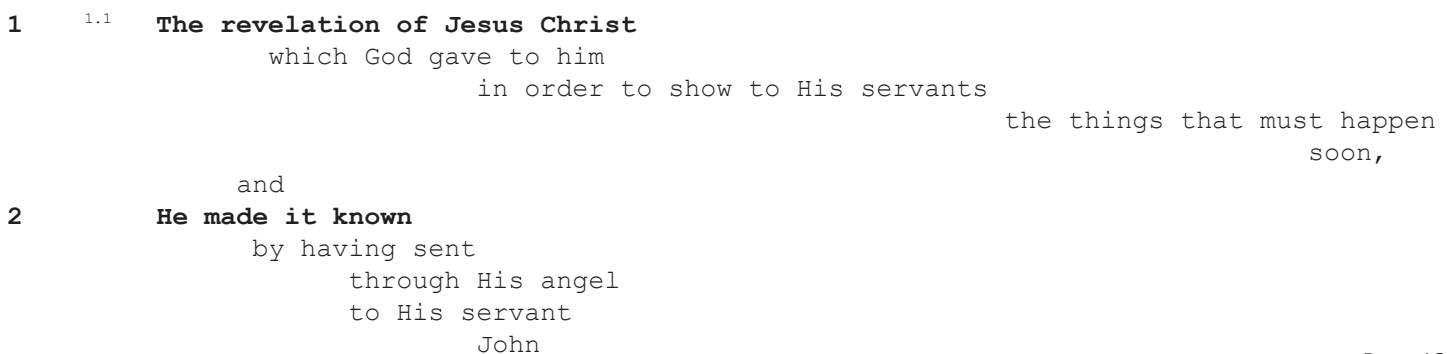 1 1.1 The revelation of Jesus Christ
which God gave to him
in order to show to His servants
the things that must happen
soon,
and
2 He made it known
by having sent
through His angel
to His servant
John